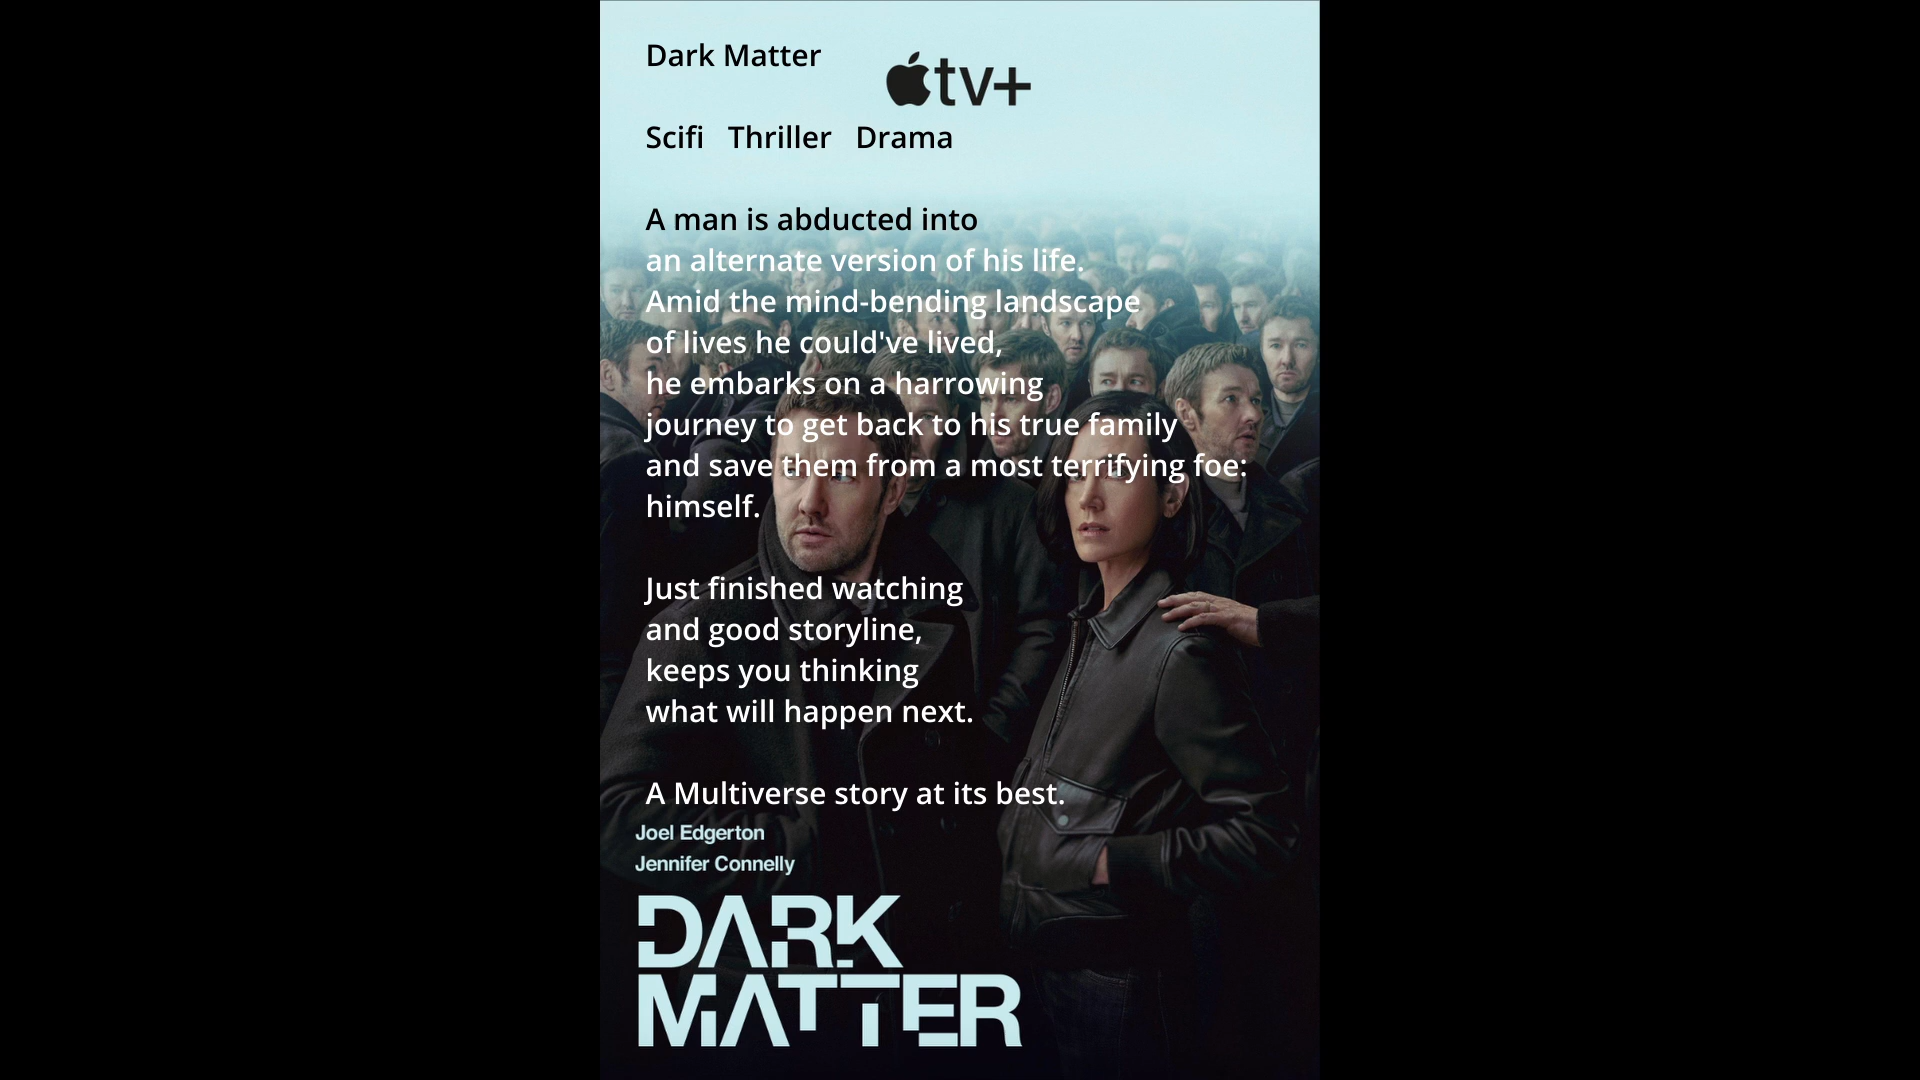 Dark Matter
tv+
Scifi Thriller Drama
A man is abducted into
an alternate version of his life.
Amid the mind-bending landscape
of lives he could've lived,
he embarks on a harrowing
journey to get back to his true family
and save them from a most terrifying foe:
himself.
Just finished watching
and good storyline,
keeps you thinking
what will happen next.
A Multiverse story at its best.
Joel Edgerton
Jennifer Connelly
DARK
MATTER